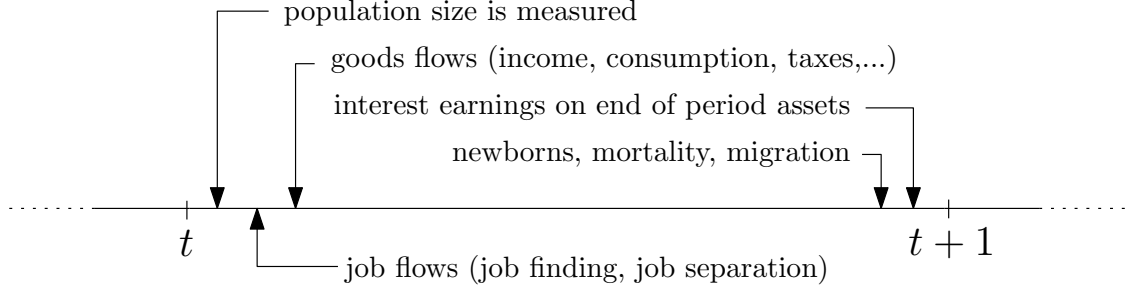 population size is measured
goods flows (income, consumption, taxes,...)
interest earnings on end of period assets
newborns, mortality, migration
t
t + 1
job flows (job finding, job separation)